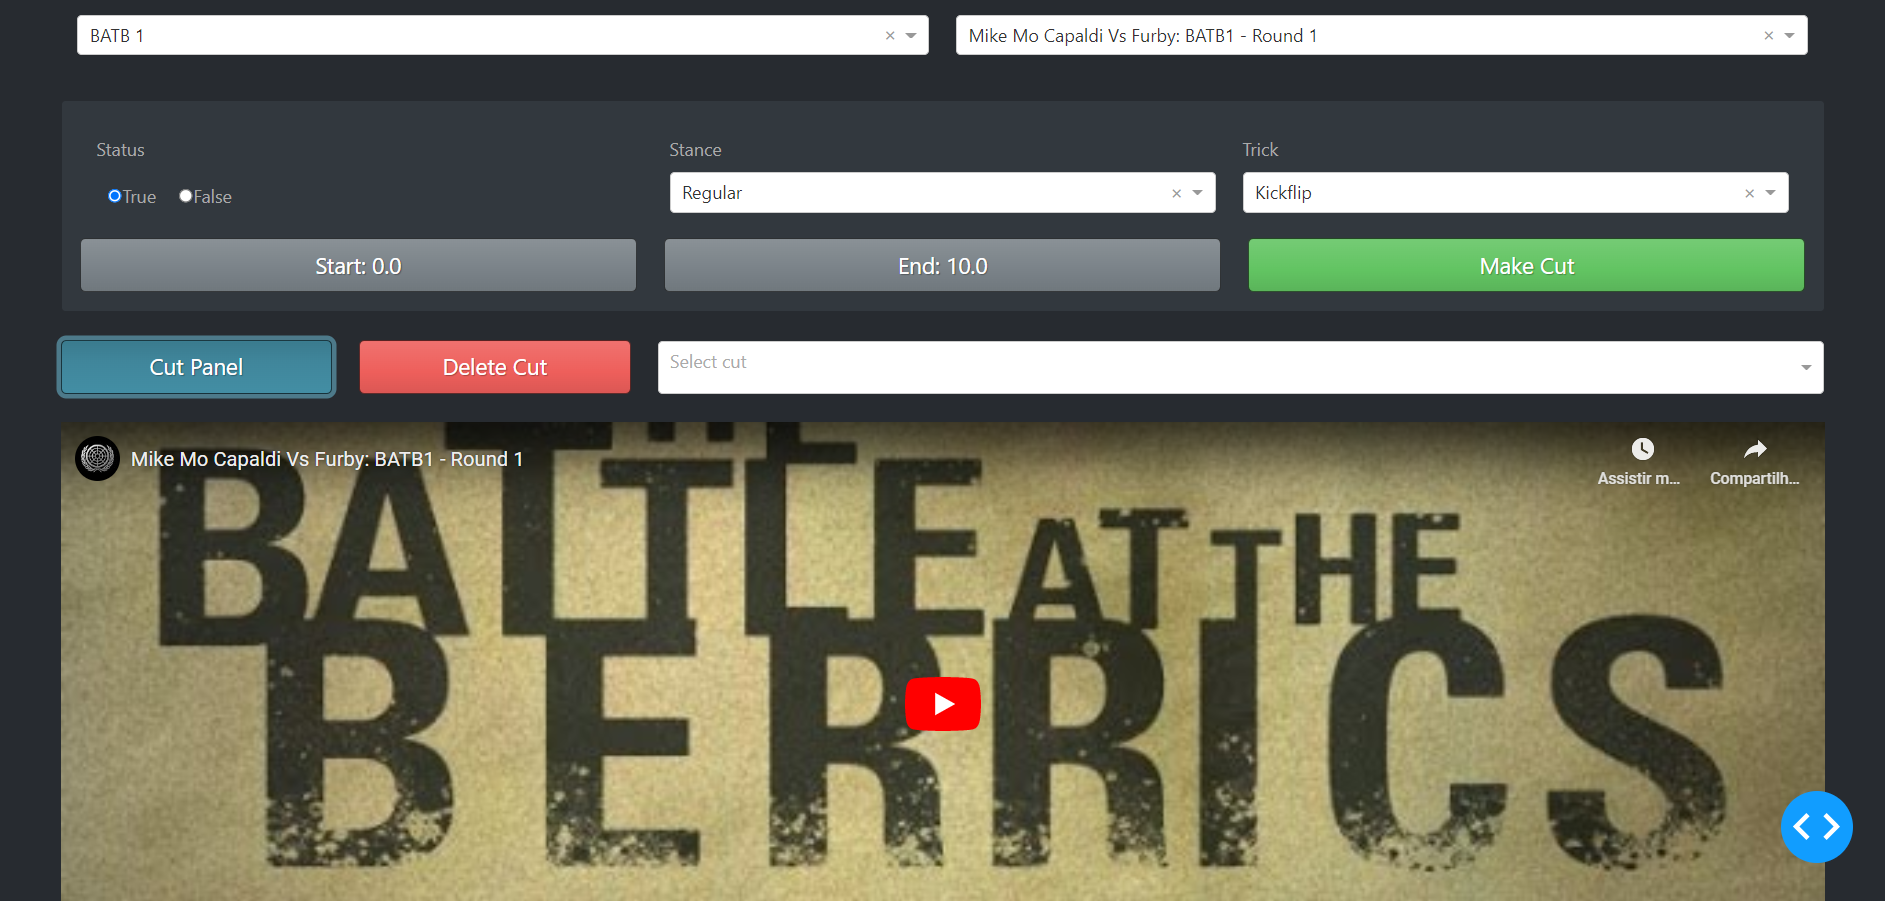 BATB 1
Mike Mo Capaldi Vs Furby: BATB1 - Round 1
Status
Stance
Trick
True
False
Regular
Kickflip
Start: 0.0
End: 10.0
Make Cut
Cut Panel
Delete Cut
Select cut
Mike Mo Capaldi Vs Furby: BATB1 - Round 1
Assistir m...
Compartilh...
BATTLE AT THE
BERRICS